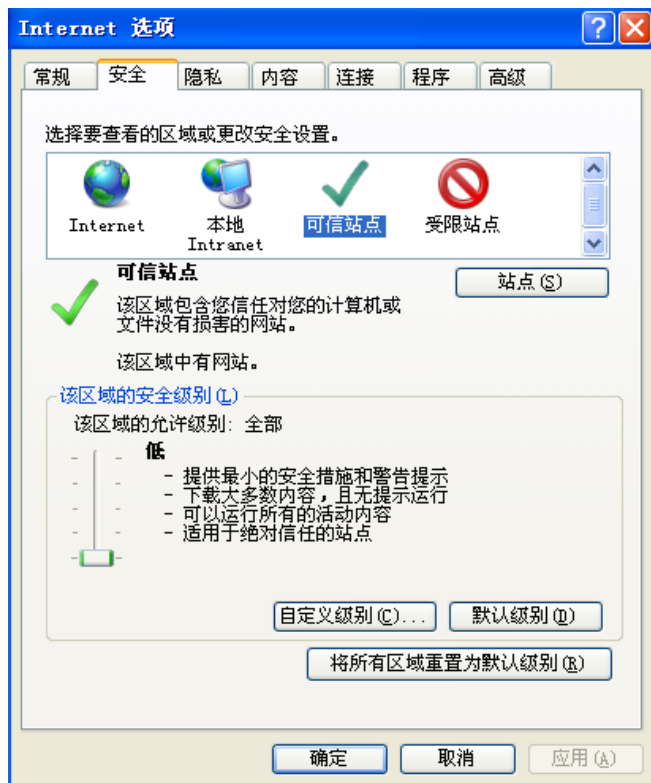 Internet 选项
常规 安全 隐私 内容 连接 程序 高级
选择要查看的区域或更改安全设置。
Internet 本地 Intranet 可信站点 受限站点
可信站点
站点(S)
该区域包含您信任对您的计算机或
文件没有损害的网站。
该区域中有网站。
该区域的安全级别(L)
该区域的允许级别: 全部
低
- 提供最小的安全措施和警告提示
- 下载大多数内容，且无提示运行
- 可以运行所有的活动内容
- 适用于绝对信任的站点
自定义级别(C)... 默认级别(D)
将所有区域重置为默认级别(R)
确定 取消 应用(A)